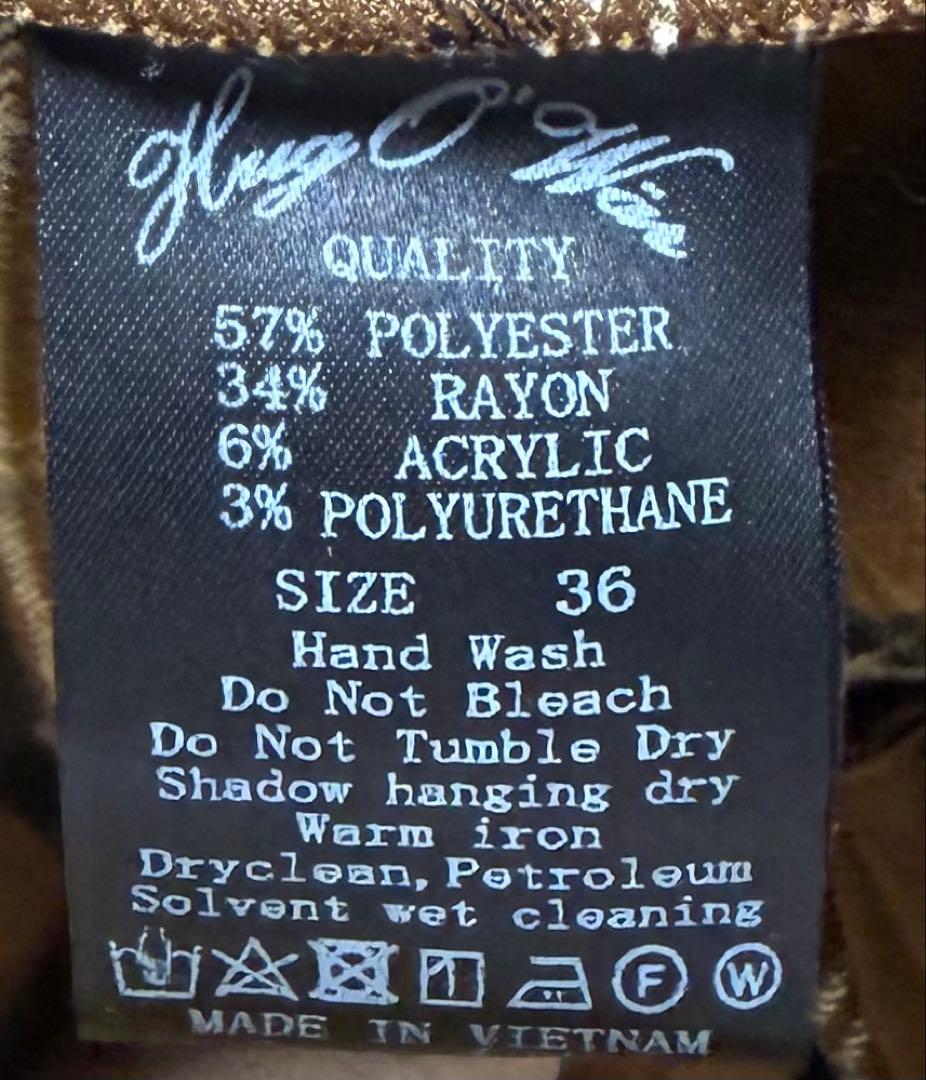 Hug O' War
QUALITY
57% POLYESTER
34% RAYON
6% ACRYLIC
3% POLYURETHANE
SIZE 36
Hand Wash
Do Not Bleach
Do Not Tumble Dry
Shadow hanging dry
Warm iron
Dryclean, Petroleum
Solvent wet cleaning
F W
MADE IN VIETNAM